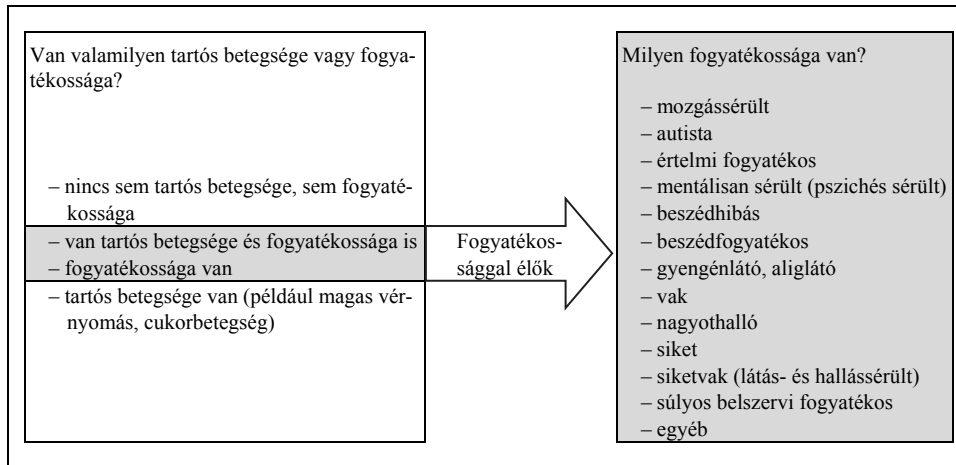 Van valamilyen tartós betegsége vagy fogya-
tékossága?
– nincs sem tartós betegsége, sem fogyaté-
kossága
– van tartós betegsége és fogyatékossága is
– fogyatékossága van
– tartós betegsége van (például magas vér-
nyomás, cukorbetegség)
Fogyatékos-
sággal élők
Milyen fogyatékossága van?
– mozgássérült
– autista
– értelmi fogyatékos
– mentálisan sérült (pszichés sérült)
– beszédhibás
– beszédfogyatékos
– gyengénlátó, aliglátó
– vak
– nagyothalló
– siket
– siketvak (látás- és hallássérült)
– súlyos belszervi fogyatékos
– egyéb